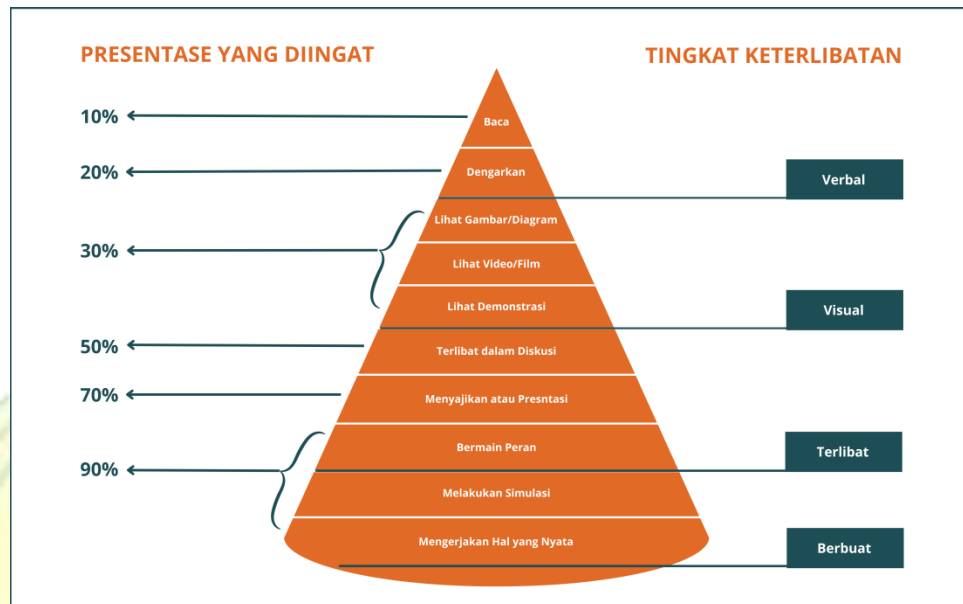 PRESENTASE YANG DIINGAT
TINGKAT KETERLIBATAN
10%
Baca
20%
Dengarkan
Verbal
Lihat Gambar/Diagram
30%
Lihat Video/Film
Lihat Demonstrasi
Visual
50%
Terlibat dalam Diskusi
70%
Menyajikan atau Presntasi
Bermain Peran
Terlibat
90%
Melakukan Simulasi
Mengerjakan Hal yang Nyata
Berbuat